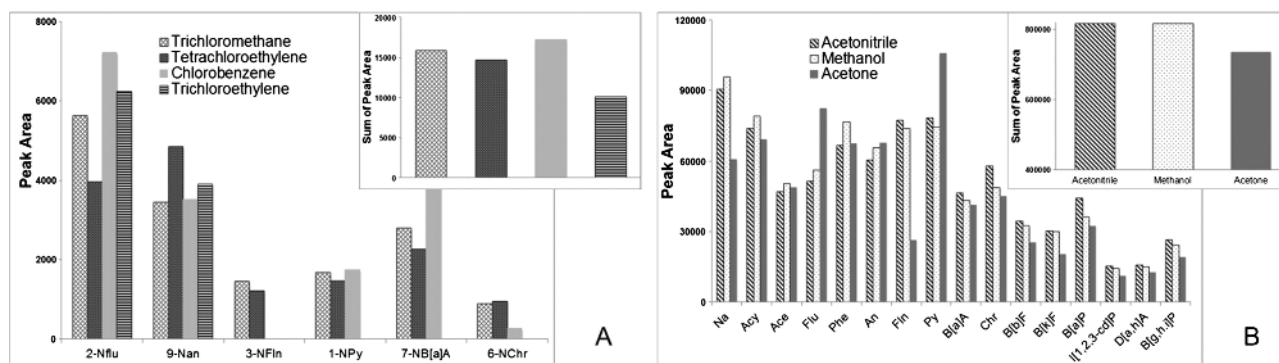 8000
6000
4000
2000
0
Peak Area
Trichloromethane
Tetrachloroethylene
Chlorobenzene
Trichloroethylene
20000
15000
10000
5000
0
Sum of Peak Area
2-Nflu
9-Nan
3-NFln
1-NPy
7-NB[a]A
6-NChr
A
120000
90000
60000
30000
0
Peak Area
Acetonitrile
Methanol
Acetone
800000
600000
400000
Sum of Peak Area
Acetonitrile
Methanol
Acetone
Na
Acy
Ace
Flu
Phe
An
Fln
Py
B[a]A
Chr
B[b]F
B[k]F
B[a]P
I[1,2,3-cd]P
D[a,h]A
B[g,h,i]P
B